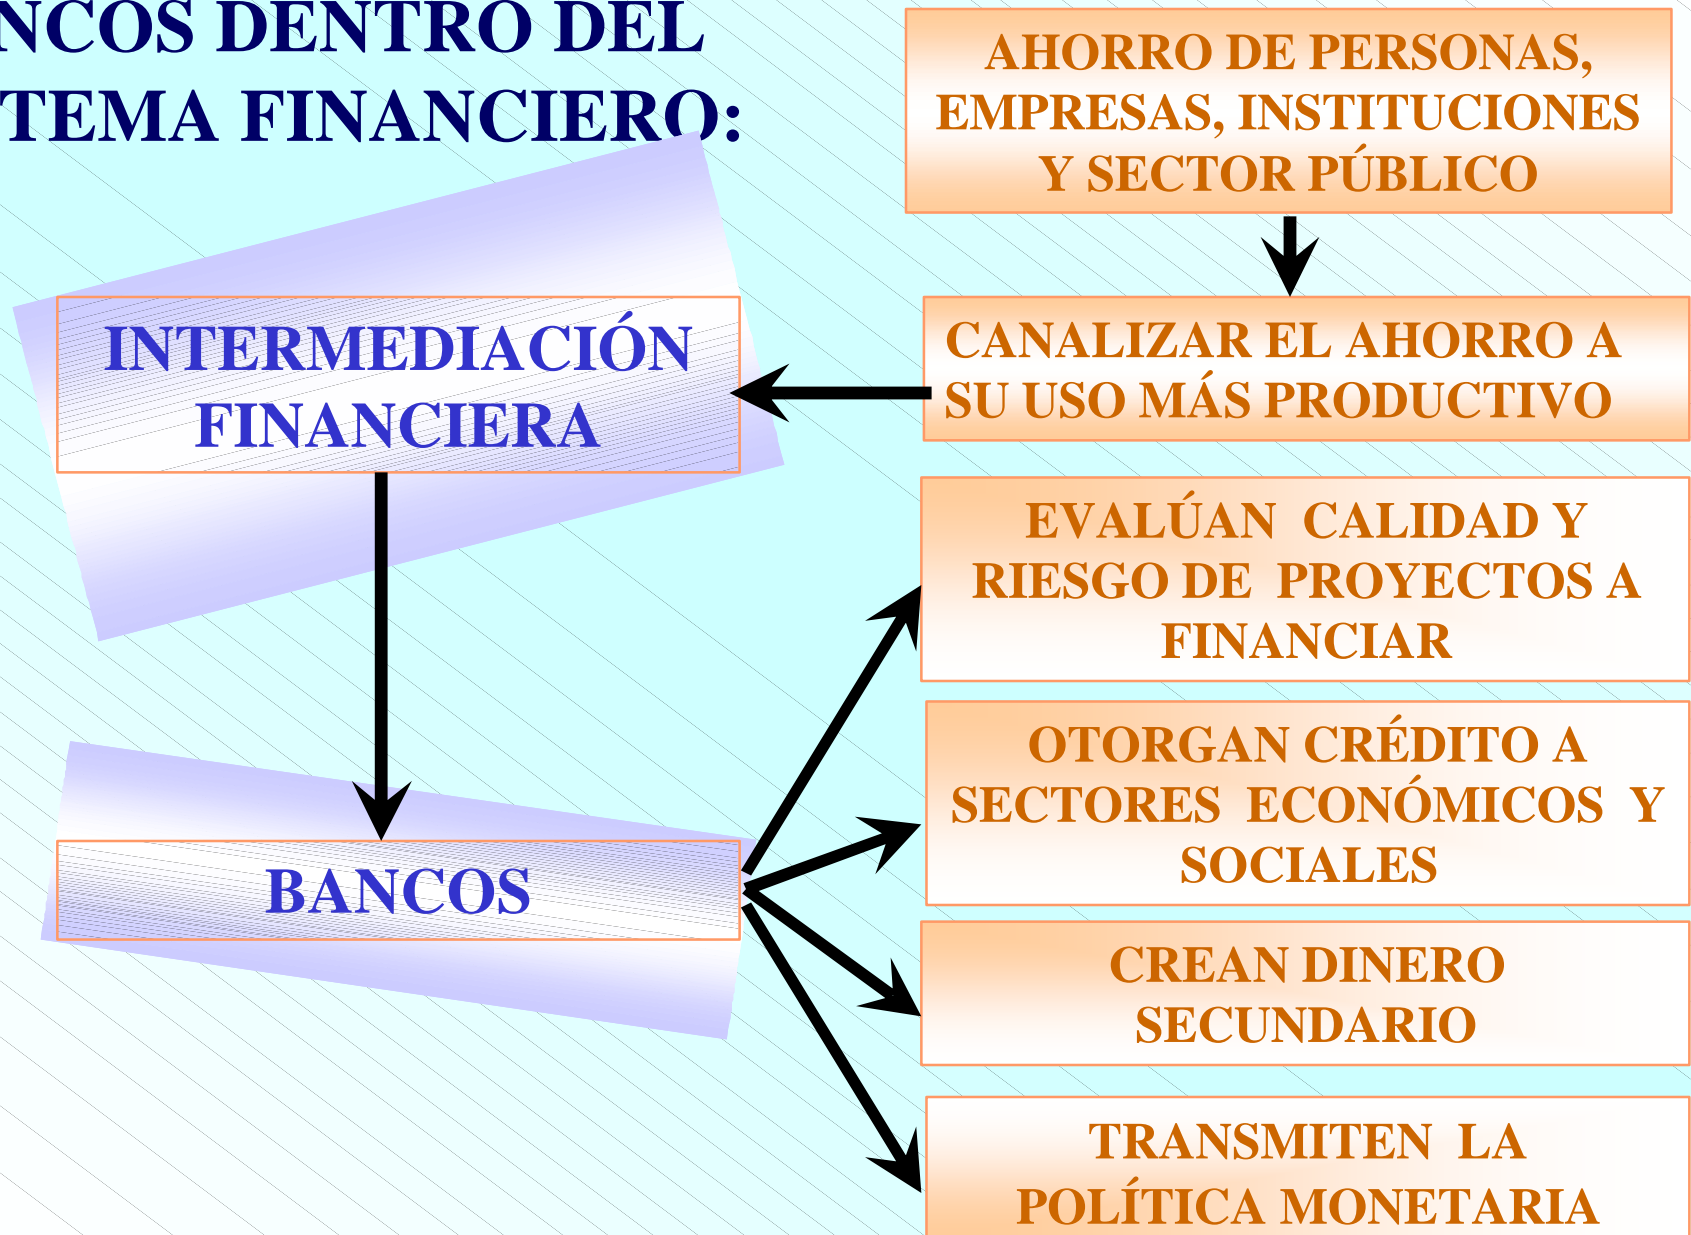 NCOS DENTRO DEL
TEMA FINANCIERO:
AHORRO DE PERSONAS,
EMPRESAS, INSTITUCIONES
Y SECTOR PÚBLICO
INTERMEDIACIÓN
FINANCIERA
CANALIZAR EL AHORRO A
SU USO MÁS PRODUCTIVO
EVALÚAN CALIDAD Y
RIESGO DE PROYECTOS A
FINANCIAR
OTORGAN CRÉDITO A
SECTORES ECONÓMICOS Y
SOCIALES
BANCOS
CREAN DINERO
SECUNDARIO
TRANSMITEN LA
POLÍTICA MONETARIA